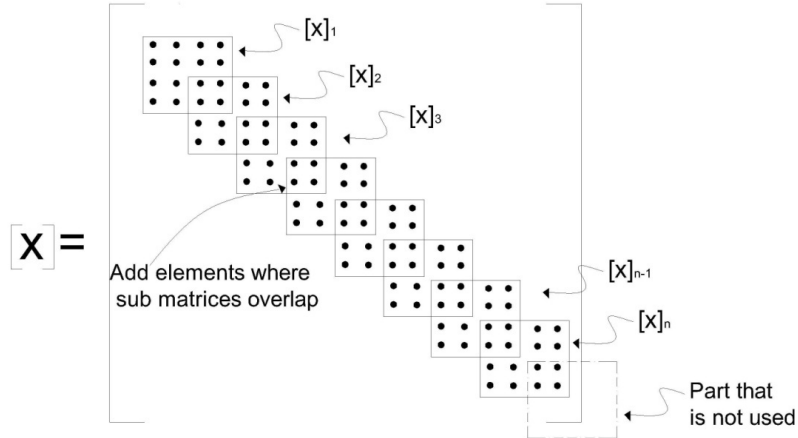 [x]1
[x]2
[x]3
[x] =
Add elements where
sub matrices overlap
[x]n-1
[x]n
Part that
is not used